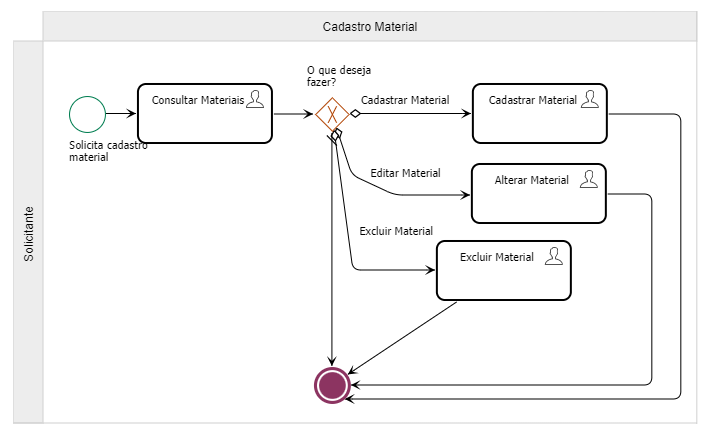 Cadastro Material
Solicitante
O que deseja
fazer?
Consultar Materiais
X
Cadastrar Material
Cadastrar Material
Solicita cadastro
material
Editar Material
Alterar Material
Excluir Material
Excluir Material